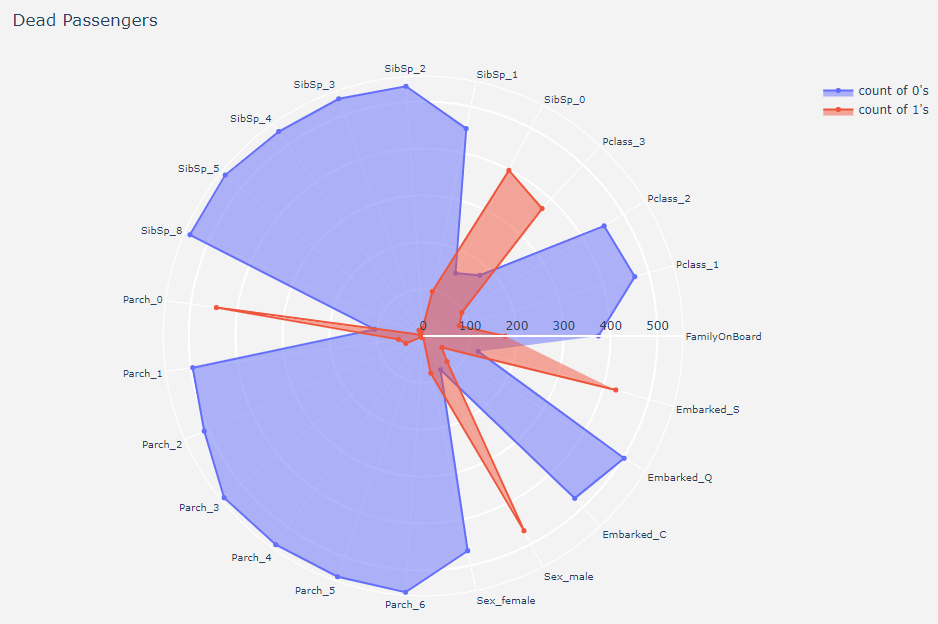 Dead Passengers
count of 0's
count of 1's
SibSp_2
SibSp_1
SibSp_3
SibSp_0
SibSp_4
Pclass_3
SibSp_5
Pclass_2
SibSp_8
Pclass_1
Parch_0
0 100 200 300 400 500
FamilyOnBoard
Parch_1
Embarked_S
Parch_2
Embarked_Q
Parch_3
Embarked_C
Parch_4
Sex_male
Parch_5
Sex_female
Parch_6